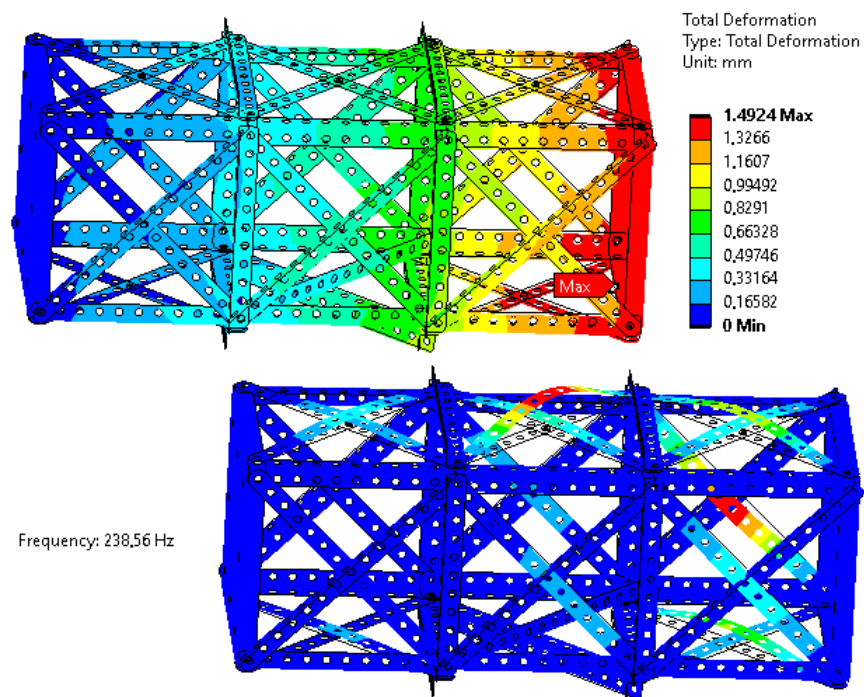 Total Deformation
Type: Total Deformation
Unit: mm
1,4924 Max
1,3266
1,1607
0,99492
0,8291
0,66328
0,49746
0,33164
0,16582
0 Min
Max
Frequency: 238,56 Hz